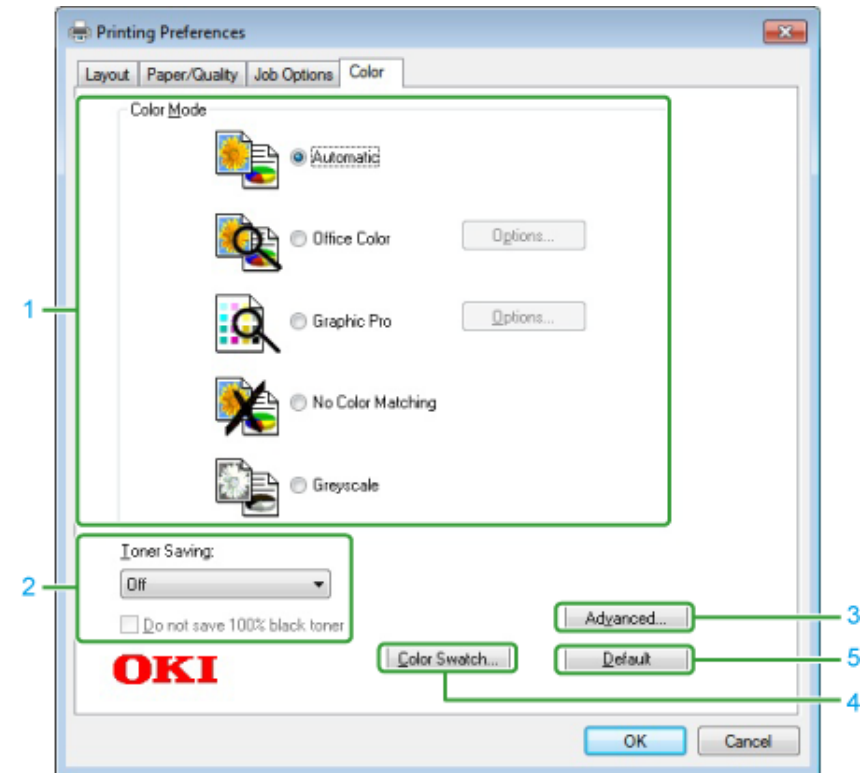 Printing Preferences
Layout Paper/Quality Job Options Color
Color Mode
Automatic
Office Color Options...
Graphic Pro Options...
1
No Color Matching
Greyscale
Toner Saving:
2 Off
Do not save 100% black toner
Advanced... 3
OKI Color Swatch... Default 5
4
OK Cancel